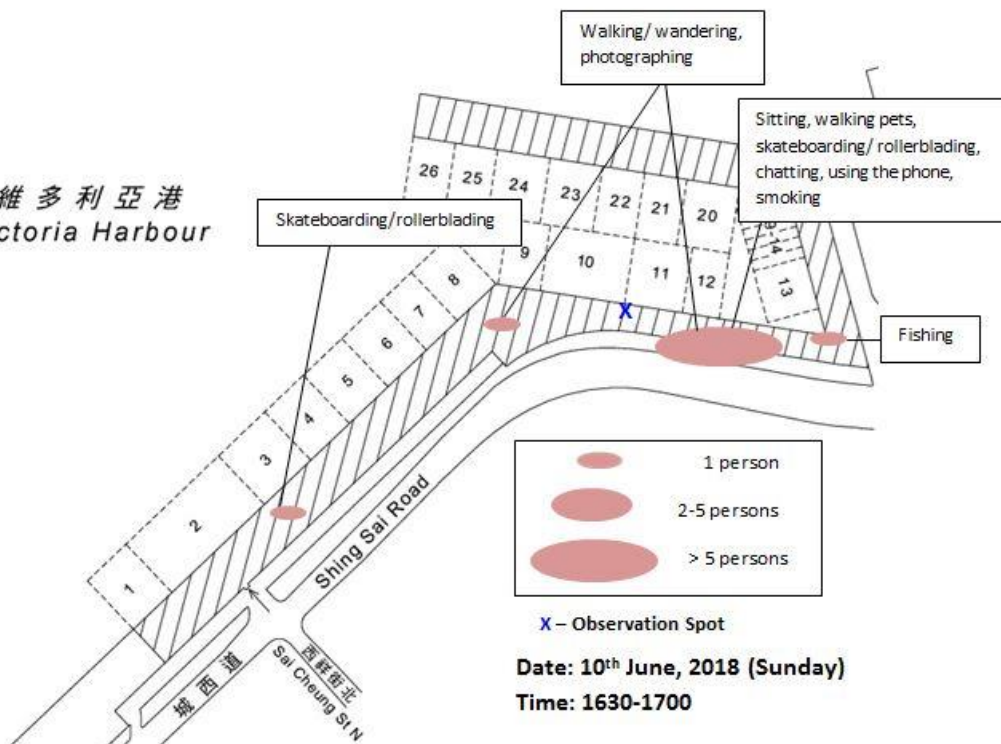 Walking/ wandering,
photographing
Sitting, walking pets,
skateboarding/ rollerblading,
chatting, using the phone,
smoking
維多利亞港
ctoria Harbour
Skateboarding/rollerblading
26
25
24
23
22
21
20
9-14
13
12
11
10
9
8
7
6
5
4
3
2
1
Fishing
Shing Sai Road
城西道
西祥街北
Sai Cheung St N
1 person
2-5 persons
> 5 persons
X – Observation Spot
Date: 10th June, 2018 (Sunday)
Time: 1630-1700